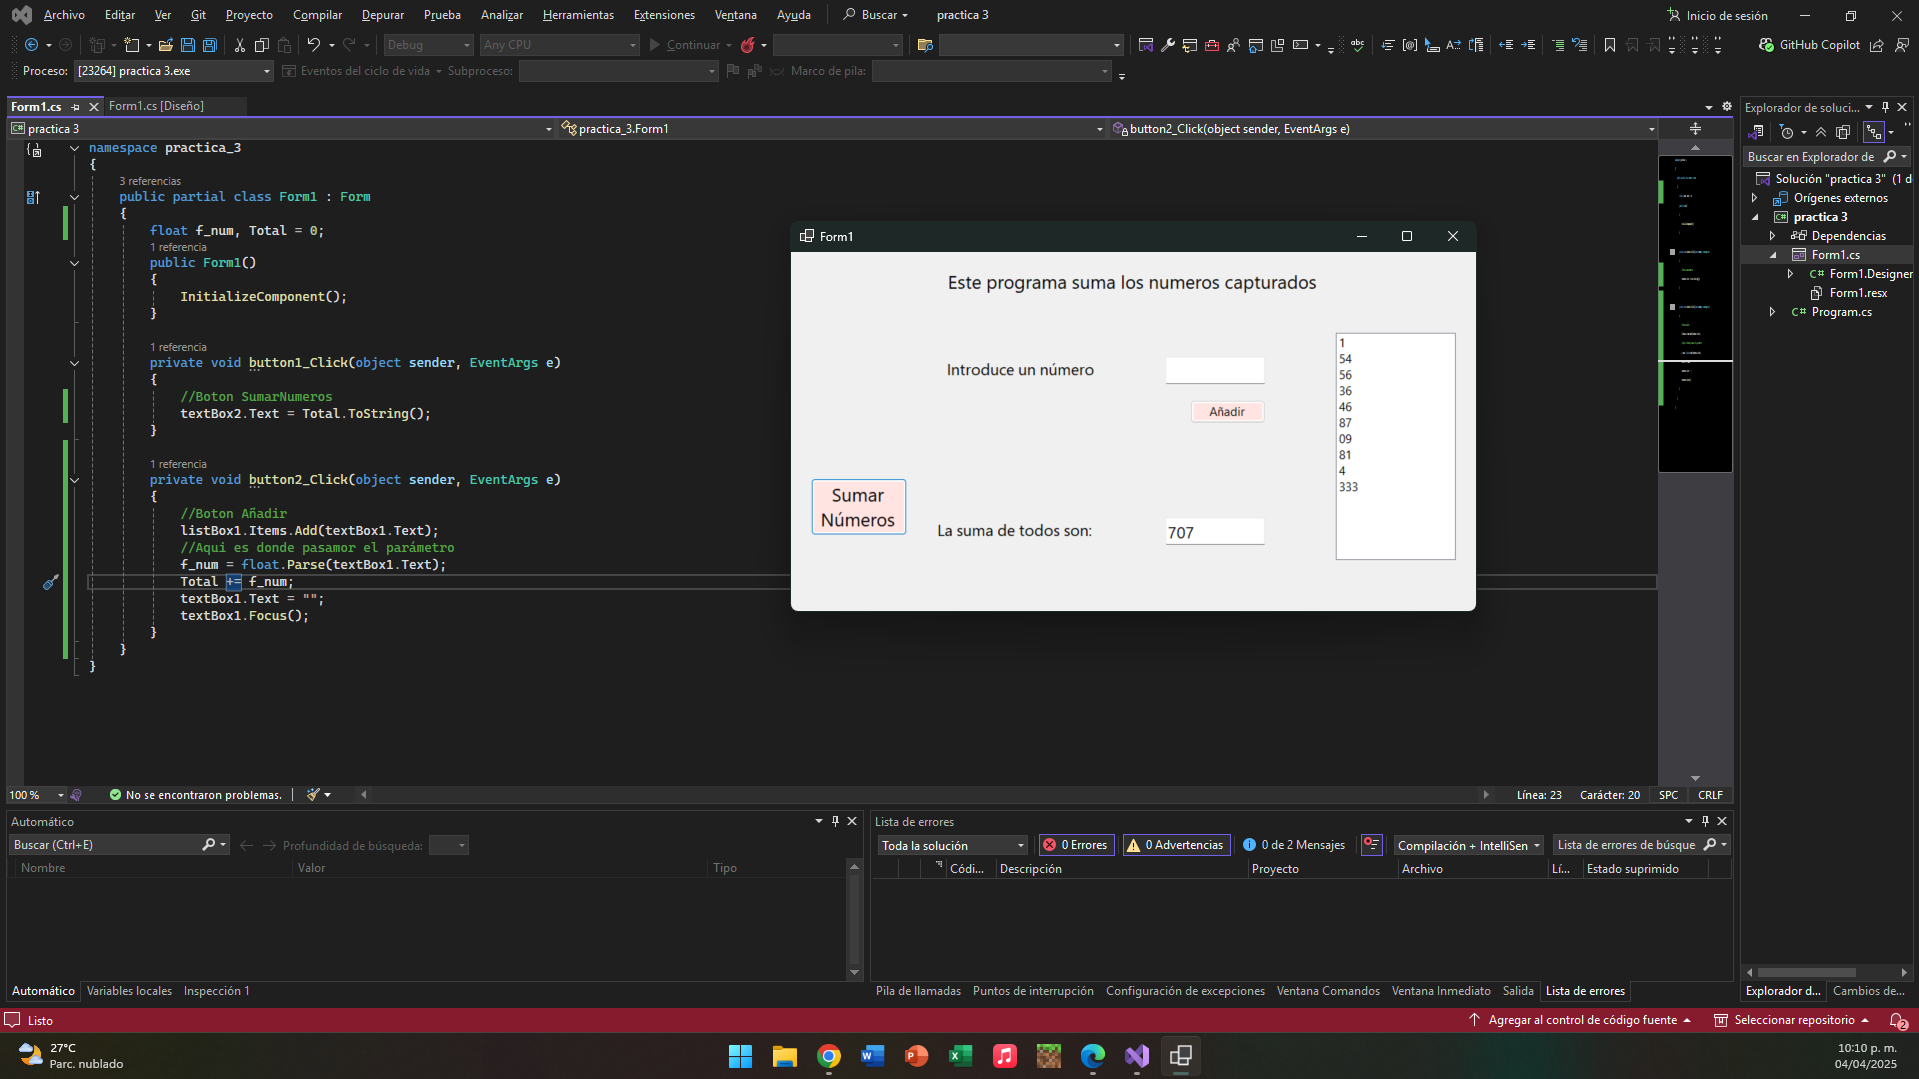 Archivo Editar Ver Git Proyecto Compilar Depurar Prueba Analizar Herramientas Extensiones Ventana Ayuda Buscar practica 3 Inicio de sesión
Debug Any CPU Continuar GitHub Copilot
Proceso: [23264] practica 3.exe Eventos del ciclo de vida Subproceso: Marco de pila:
Form1.cs Form1.cs [Diseño]
practica 3 practica_3.Form1 button2_Click(object sender, EventArgs e)
namespace practica_3
{
3 referencias
public partial class Form1 : Form
{
float f_num, Total = 0;
1 referencia
public Form1()
{
InitializeComponent();
}
1 referencia
private void button1_Click(object sender, EventArgs e)
{
//Boton SumarNumeros
textBox2.Text = Total.ToString();
}
1 referencia
private void button2_Click(object sender, EventArgs e)
{
//Boton Añadir
listBox1.Items.Add(textBox1.Text);
//Aqui es donde pasamor el parámetro
f_num = float.Parse(textBox1.Text);
Total += f_num;
textBox1.Text = "";
textBox1.Focus();
}
}
}
Form1
Este programa suma los numeros capturados
Introduce un número
Añadir
Sumar
Números
La suma de todos son:
707
1
54
56
36
46
87
09
81
4
333
Explorador de soluci...
Buscar en Explorador de
Solución "practica 3" (1 d
Orígenes externos
practica 3
Dependencias
Form1.cs
Form1.Designer
Form1.resx
Program.cs
100 % No se encontraron problemas. Línea: 23 Carácter: 20 SPC CRLF
Automático
Buscar (Ctrl+E) Profundidad de búsqueda:
Nombre Valor Tipo
Automático Variables locales Inspección 1
Lista de errores
Toda la solución 0 Errores 0 Advertencias 0 de 2 Mensajes Compilación + IntelliSen Lista de errores de búsque
Códi... Descripción Proyecto Archivo Lí... Estado suprimido
Pila de llamadas Puntos de interrupción Configuración de excepciones Ventana Comandos Ventana Inmediato Salida Lista de errores
Explorador d... Cambios de...
Listo Agregar al control de código fuente Seleccionar repositorio 2
27°C
Parc. nublado
10:10 p. m.
04/04/2025